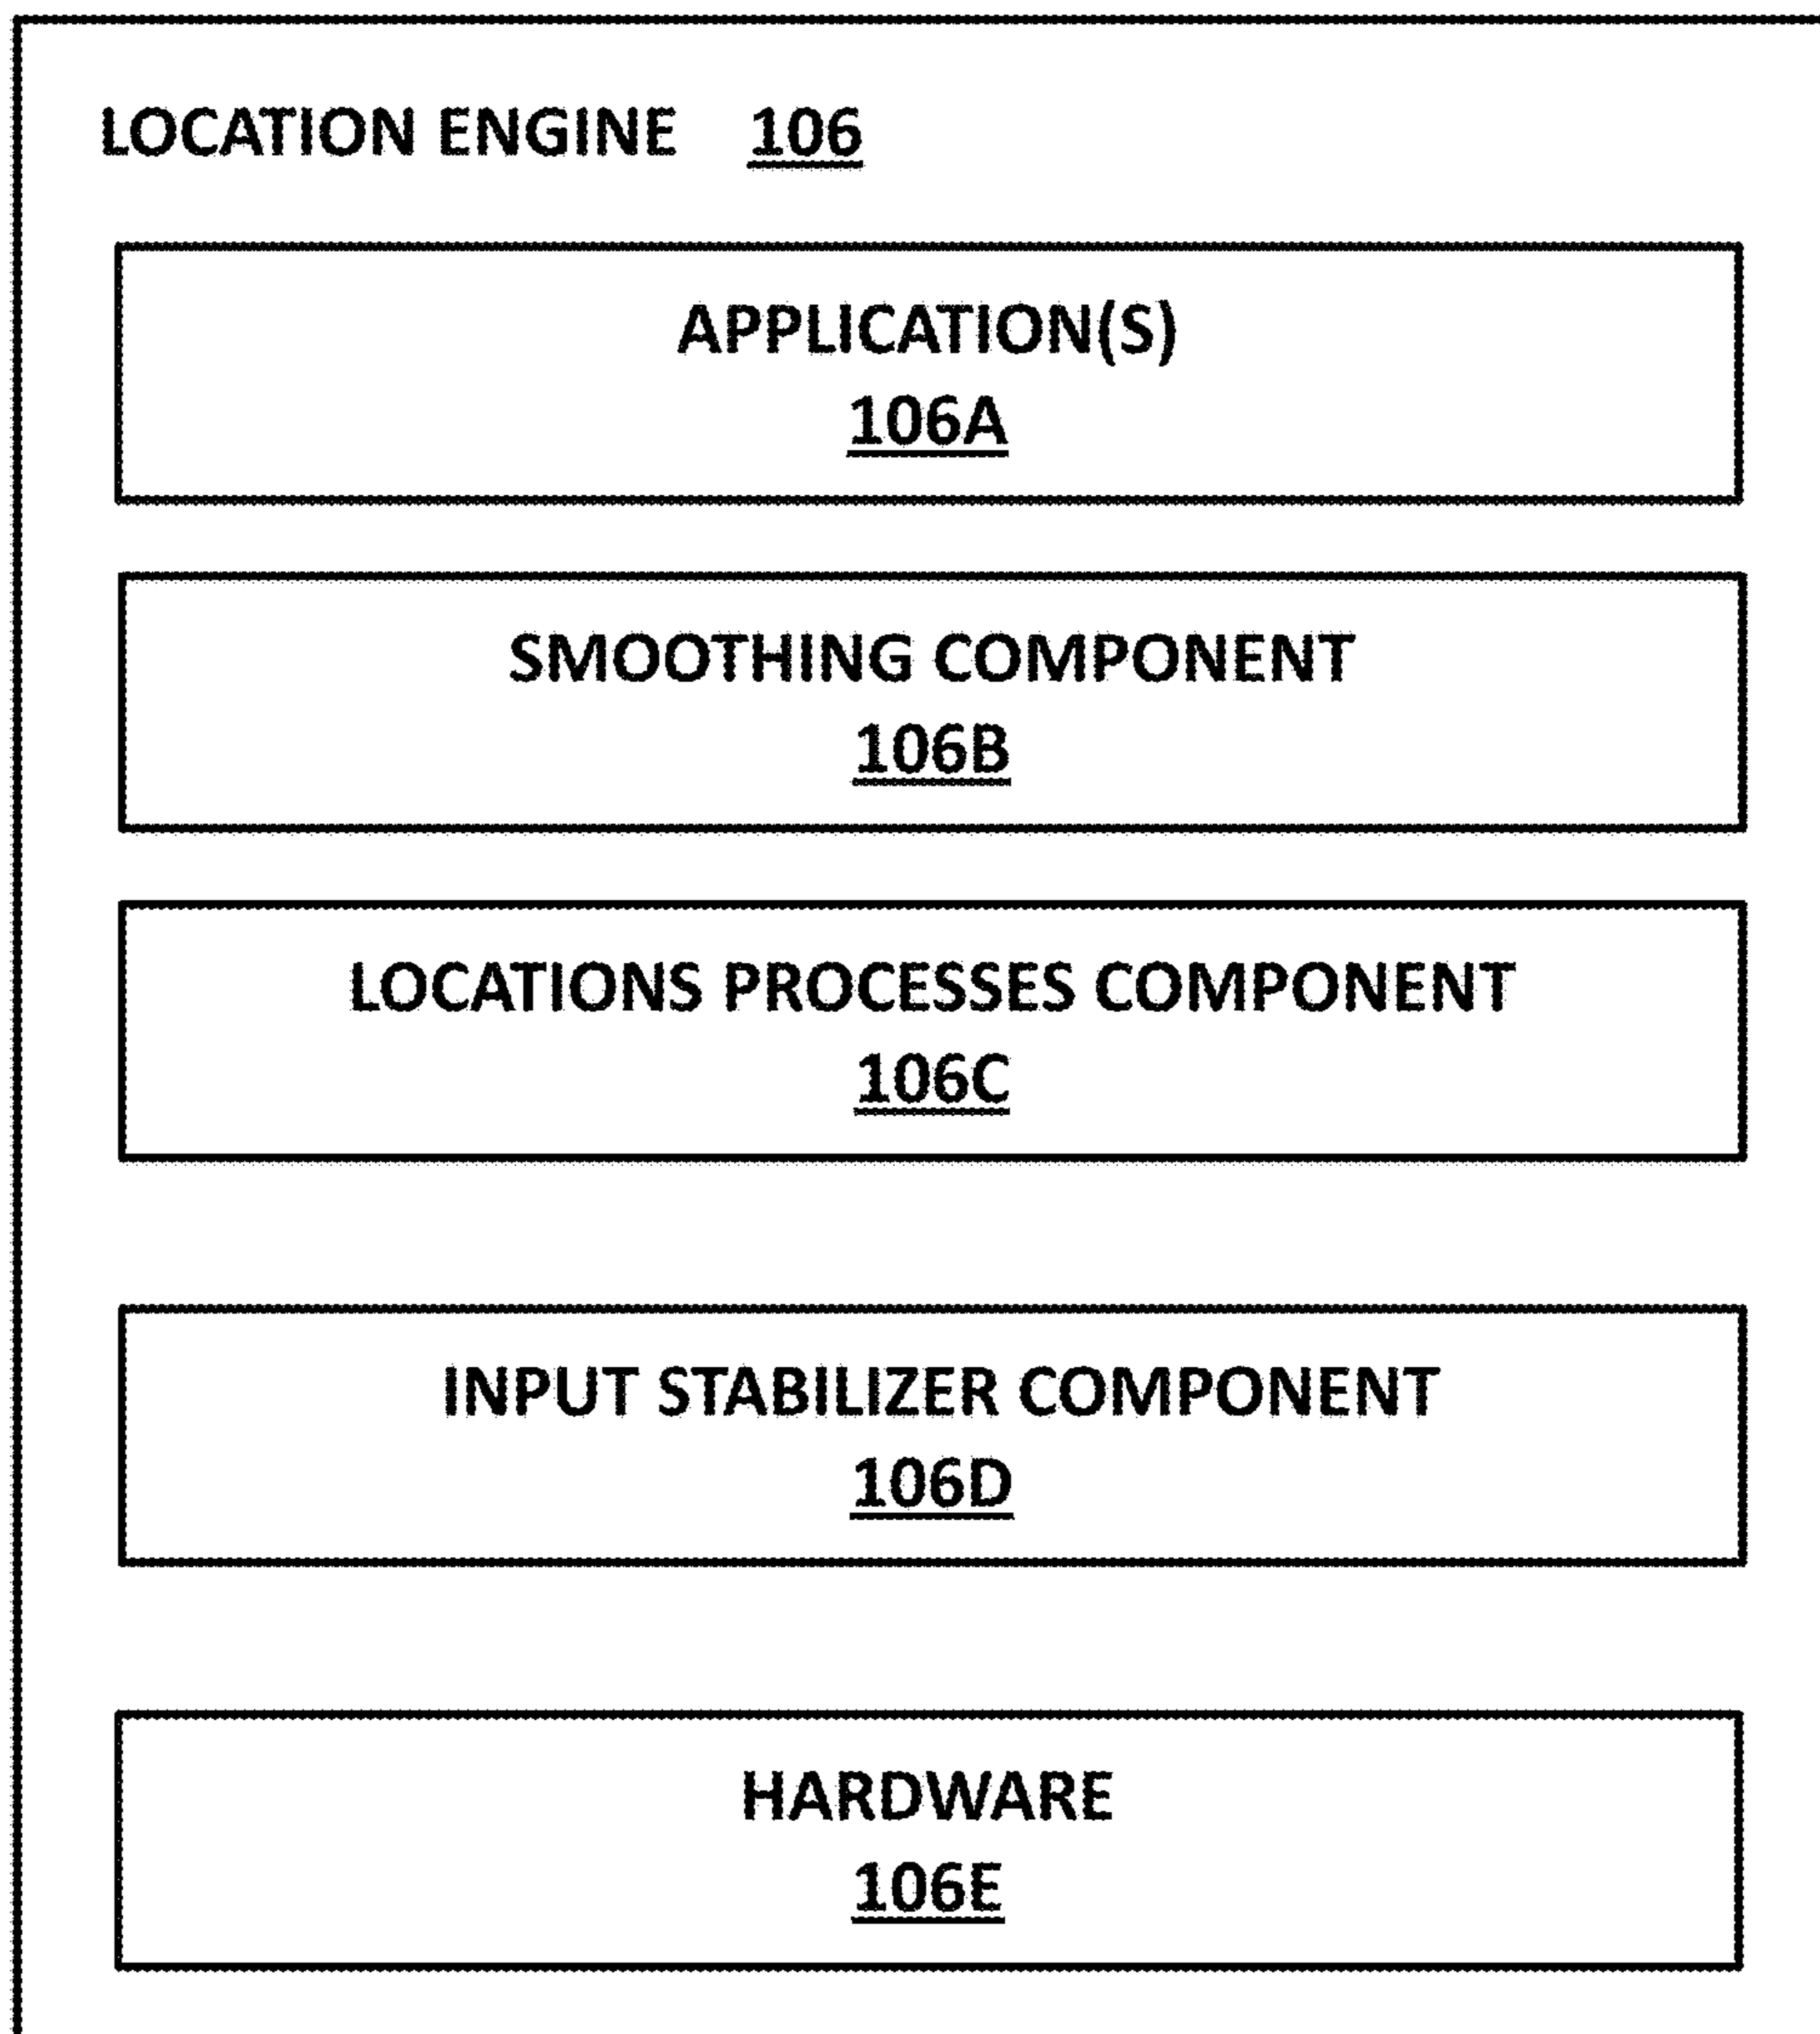 LOCATION ENGINE 106
APPLICATION(S)
106A
SMOOTHING COMPONENT
106B
LOCATIONS PROCESSES COMPONENT
106C
INPUT STABILIZER COMPONENT
106D
HARDWARE
106E